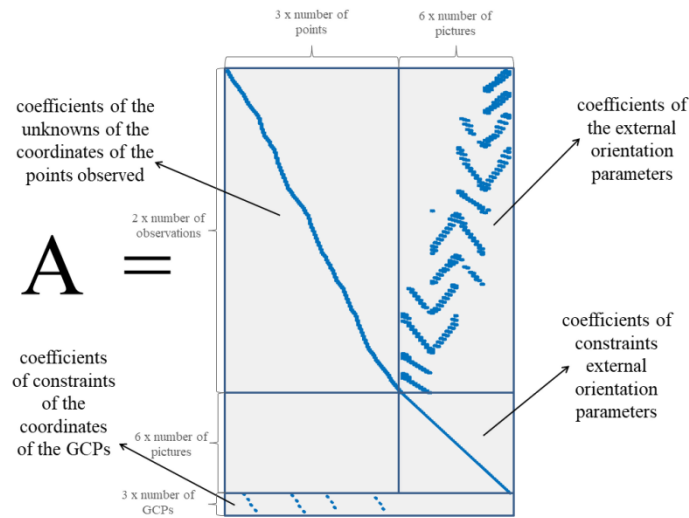 3 x number of
points
6 x number of
pictures
coefficients of the
unknowns of the
coordinates of the
points observed
coefficients of
the external
orientation
parameters
2 x number of
observations
A =
coefficients
of constraints
of the
coordinates
of the GCPs
coefficients of
constraints
external
orientation
parameters
6 x number of
pictures
3 x number of
GCPs